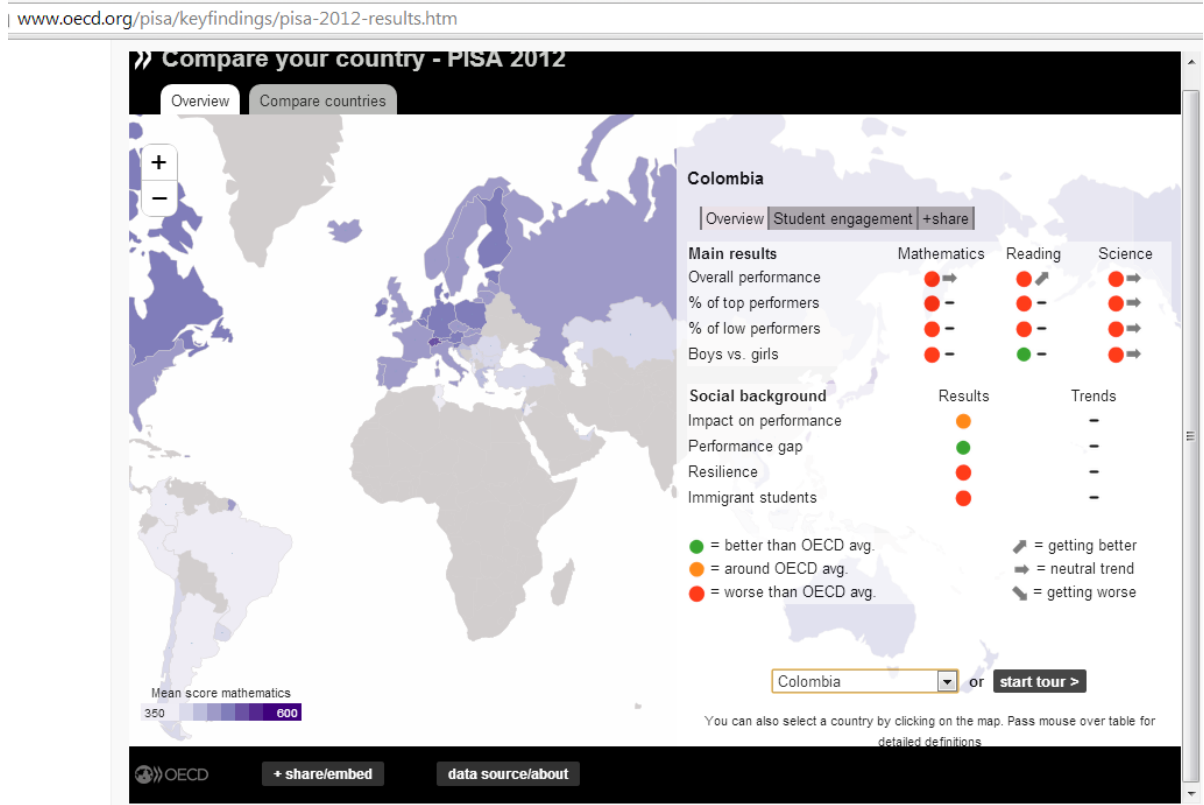 www.oecd.org/pisa/keyfindings/pisa-2012-results.htm
» Compare your country - PISA 2012
Overview Compare countries
+
−
Colombia
Overview Student engagement +share
Main results Mathematics Reading Science
Overall performance
% of top performers
% of low performers
Boys vs. girls
Social background Results Trends
Impact on performance
Performance gap
Resilience
Immigrant students
= better than OECD avg. = getting better
= around OECD avg. = neutral trend
= worse than OECD avg. = getting worse
Colombia or start tour >
Mean score mathematics
350 600
You can also select a country by clicking on the map. Pass mouse over table for
detailed definitions
OECD + share/embed data source/about